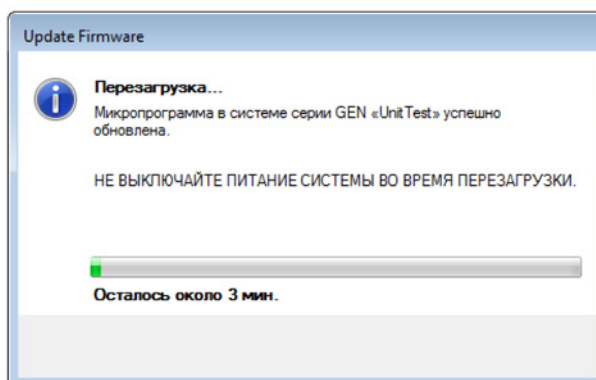 Update Firmware
Перезагрузка...
Микропрограмма в системе серии GEN «UnitTest» успешно
обновлена.
НЕ ВЫКЛЮЧАЙТЕ ПИТАНИЕ СИСТЕМЫ ВО ВРЕМЯ ПЕРЕЗАГРУЗКИ.
Осталось около 3 мин.